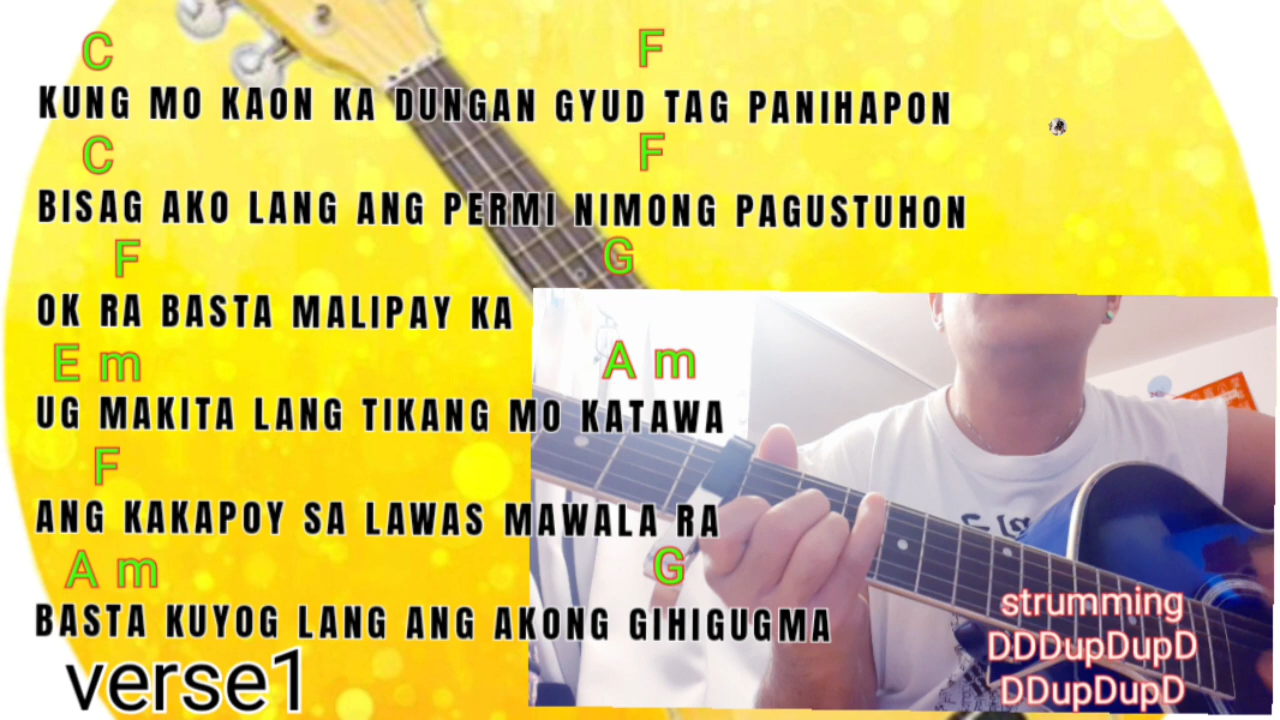 C F
KUNG MO KAON KA DUNGAN GYUD TAG PANIHAPON
C F
BISAG AKO LANG ANG PERMI NIMONG PAGUSTUHON
F G
OK RA BASTA MALIPAY KA
Em Am
UG MAKITA LANG TIKANG MO KATAWA
F
ANG KAKAPOY SA LAWAS MAWALA RA
Am G
BASTA KUYOG LANG ANG AKONG GIHIGUGMA
verse1
strumming
DDDupDupD
DDupDupD